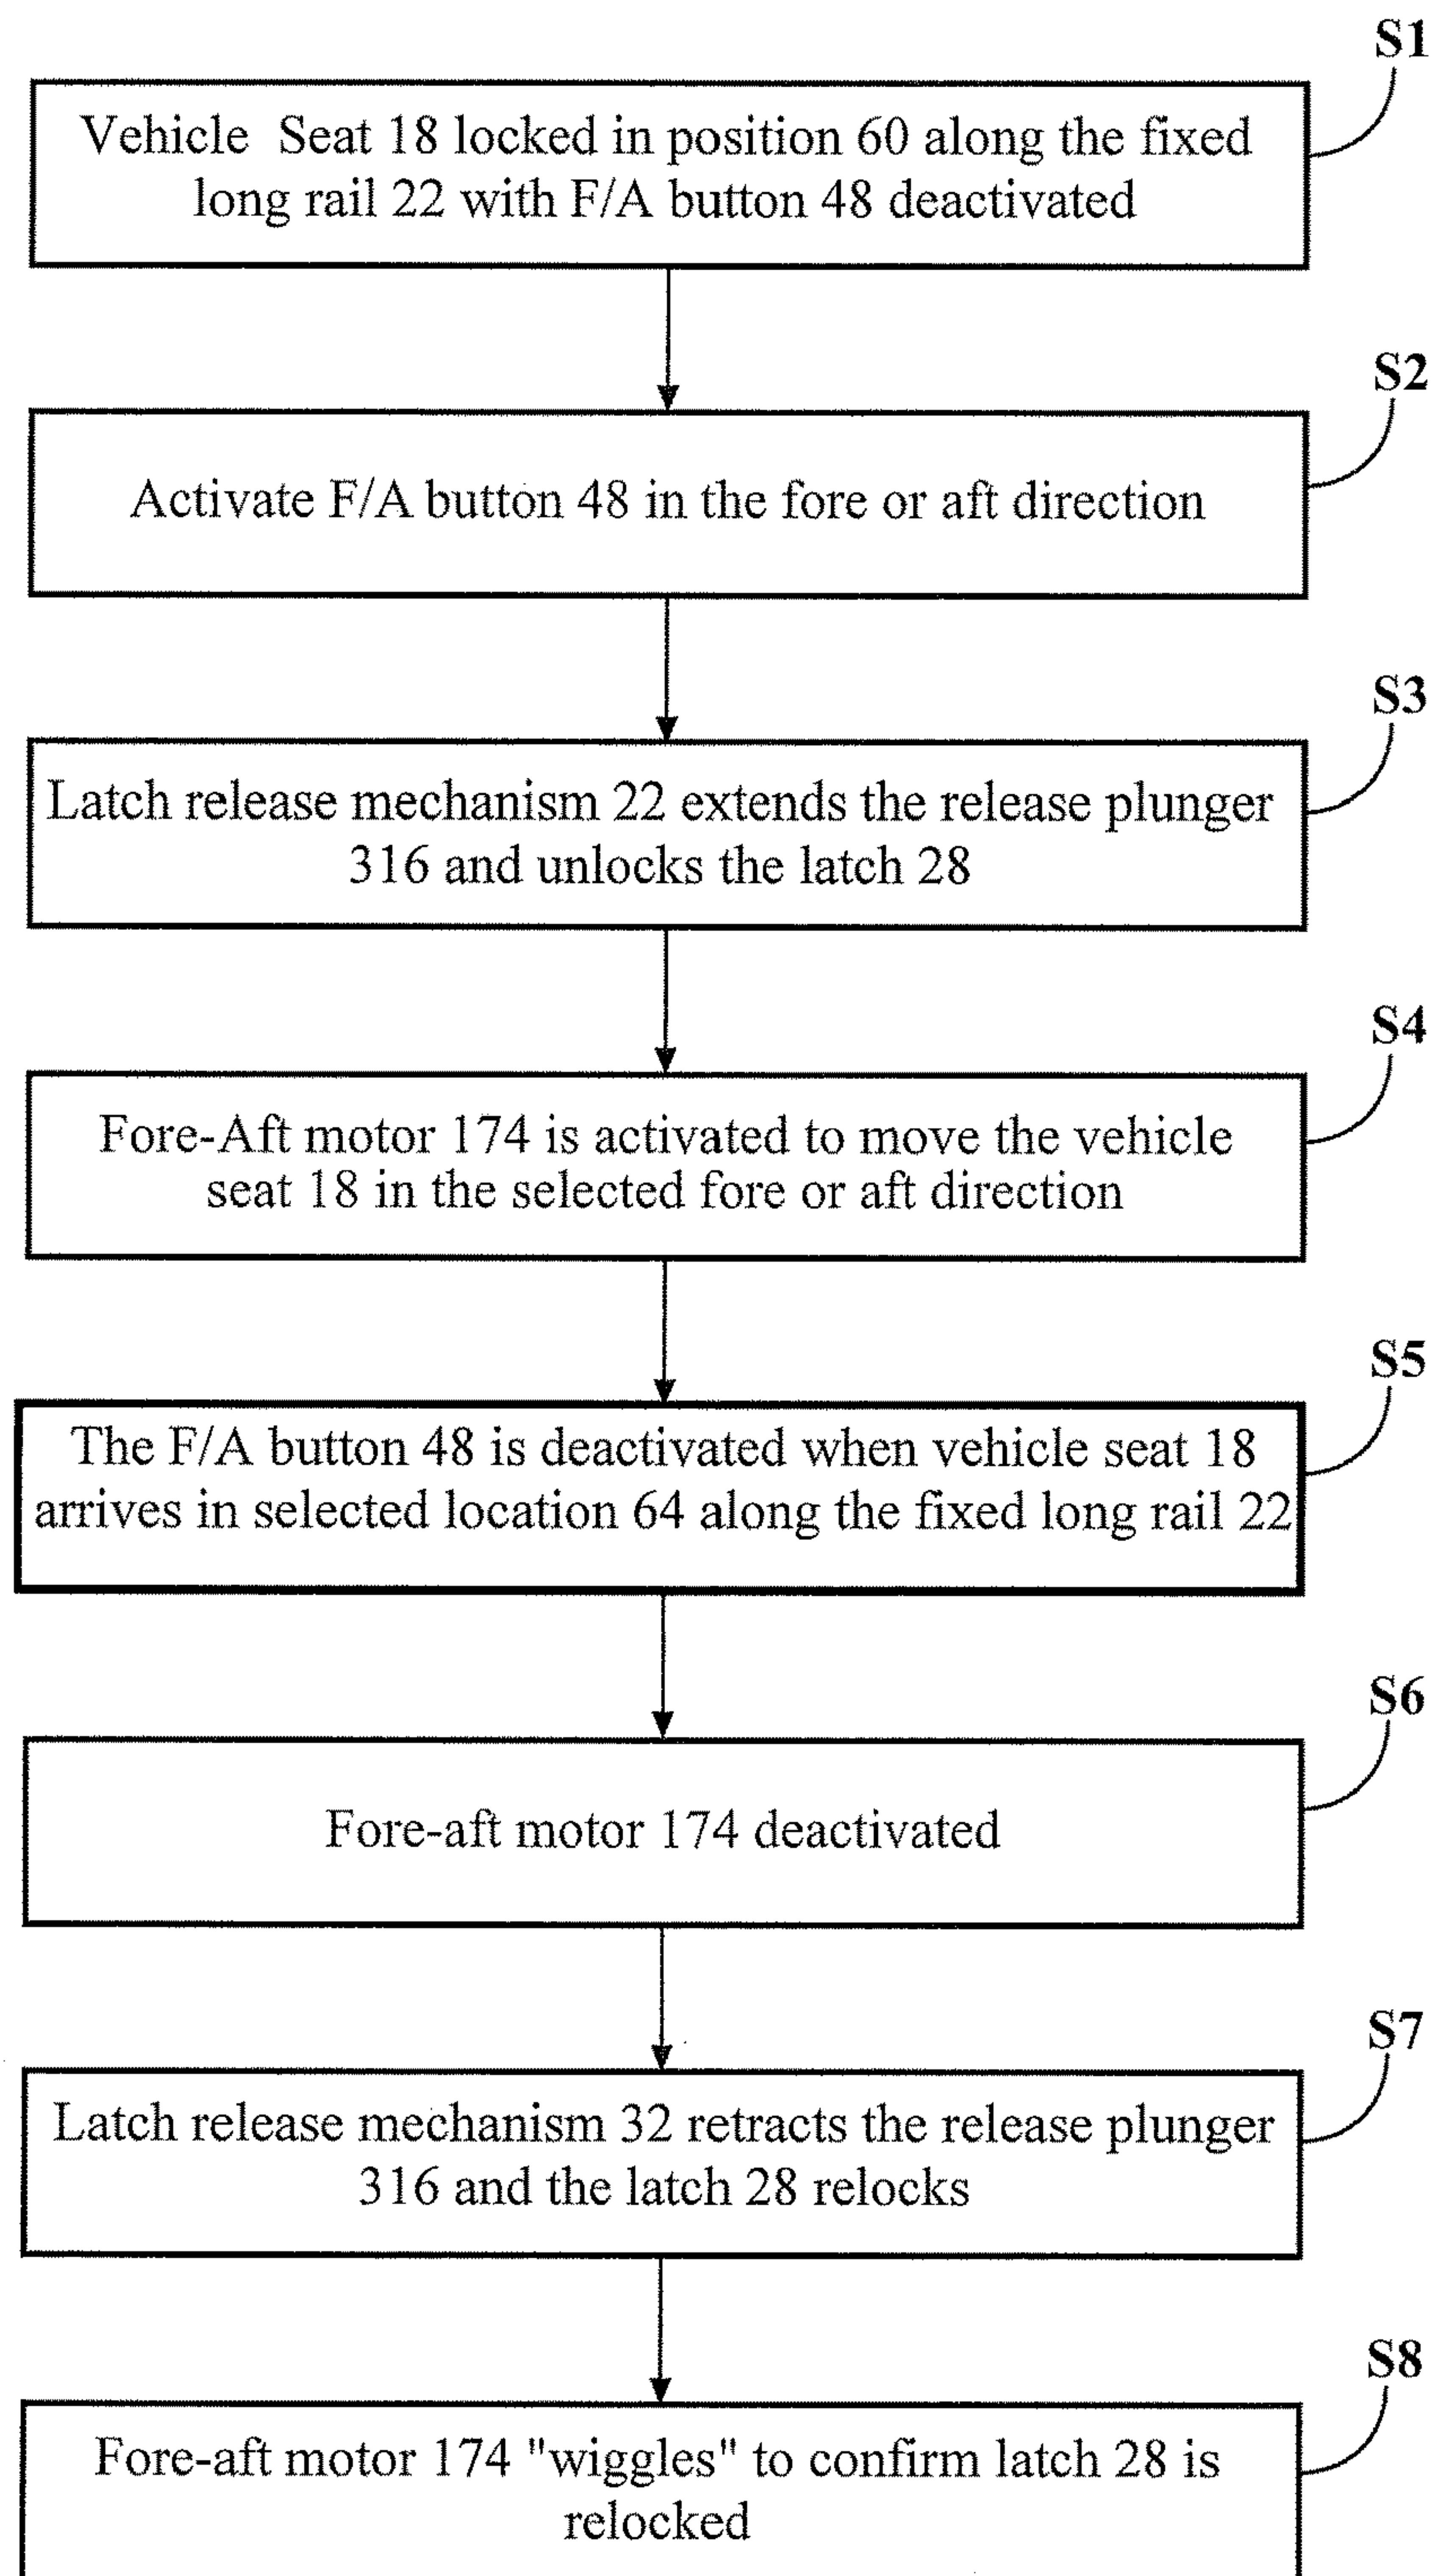 S1
Vehicle Seat 18 locked in position 60 along the fixed
long rail 22 with F/A button 48 deactivated
S2
Activate F/A button 48 in the fore or aft direction
S3
Latch release mechanism 22 extends the release plunger
316 and unlocks the latch 28
S4
Fore-Aft motor 174 is activated to move the vehicle
seat 18 in the selected fore or aft direction
S5
The F/A button 48 is deactivated when vehicle seat 18
arrives in selected location 64 along the fixed long rail 22
S6
Fore-aft motor 174 deactivated
S7
Latch release mechanism 32 retracts the release plunger
316 and the latch 28 relocks
S8
Fore-aft motor 174 "wiggles" to confirm latch 28 is
relocked